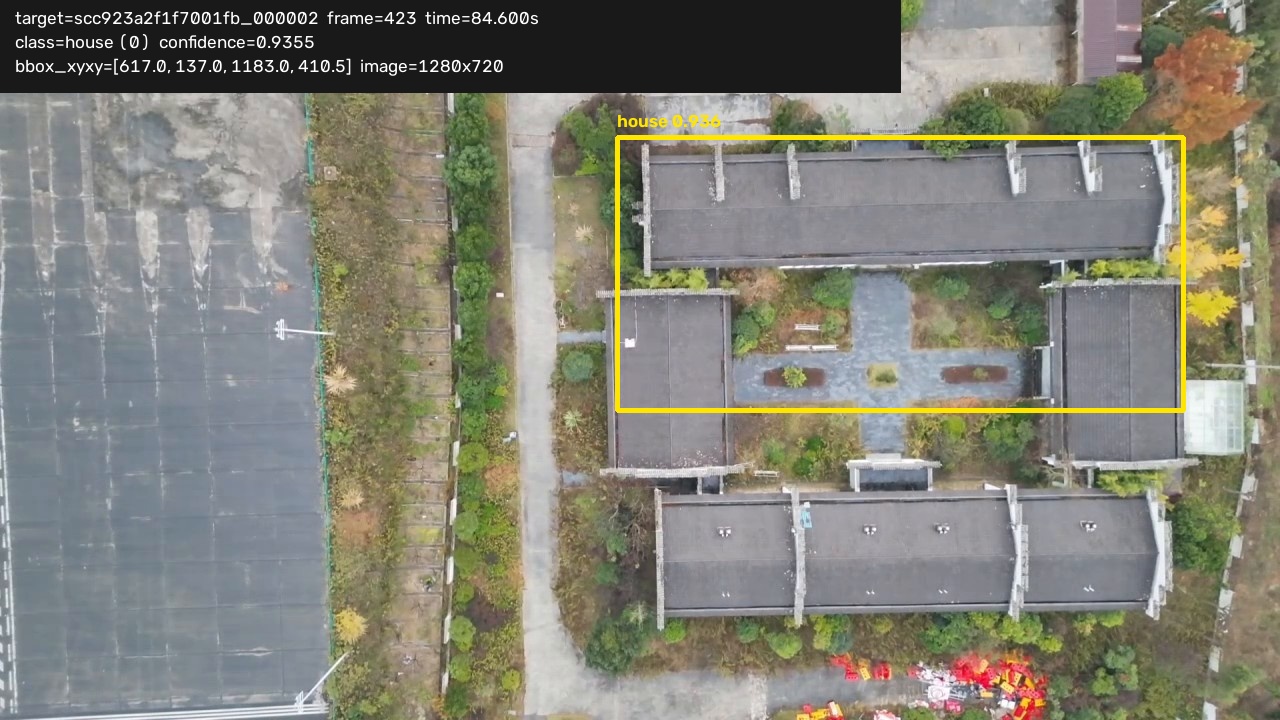 target=scc923a2f1f7001fb_000002 frame=423 time=84.600s
class=house (0) confidence=0.9355
bbox_xyxy=[617.0, 137.0, 1183.0, 410.5] image=1280x720
house 0.936